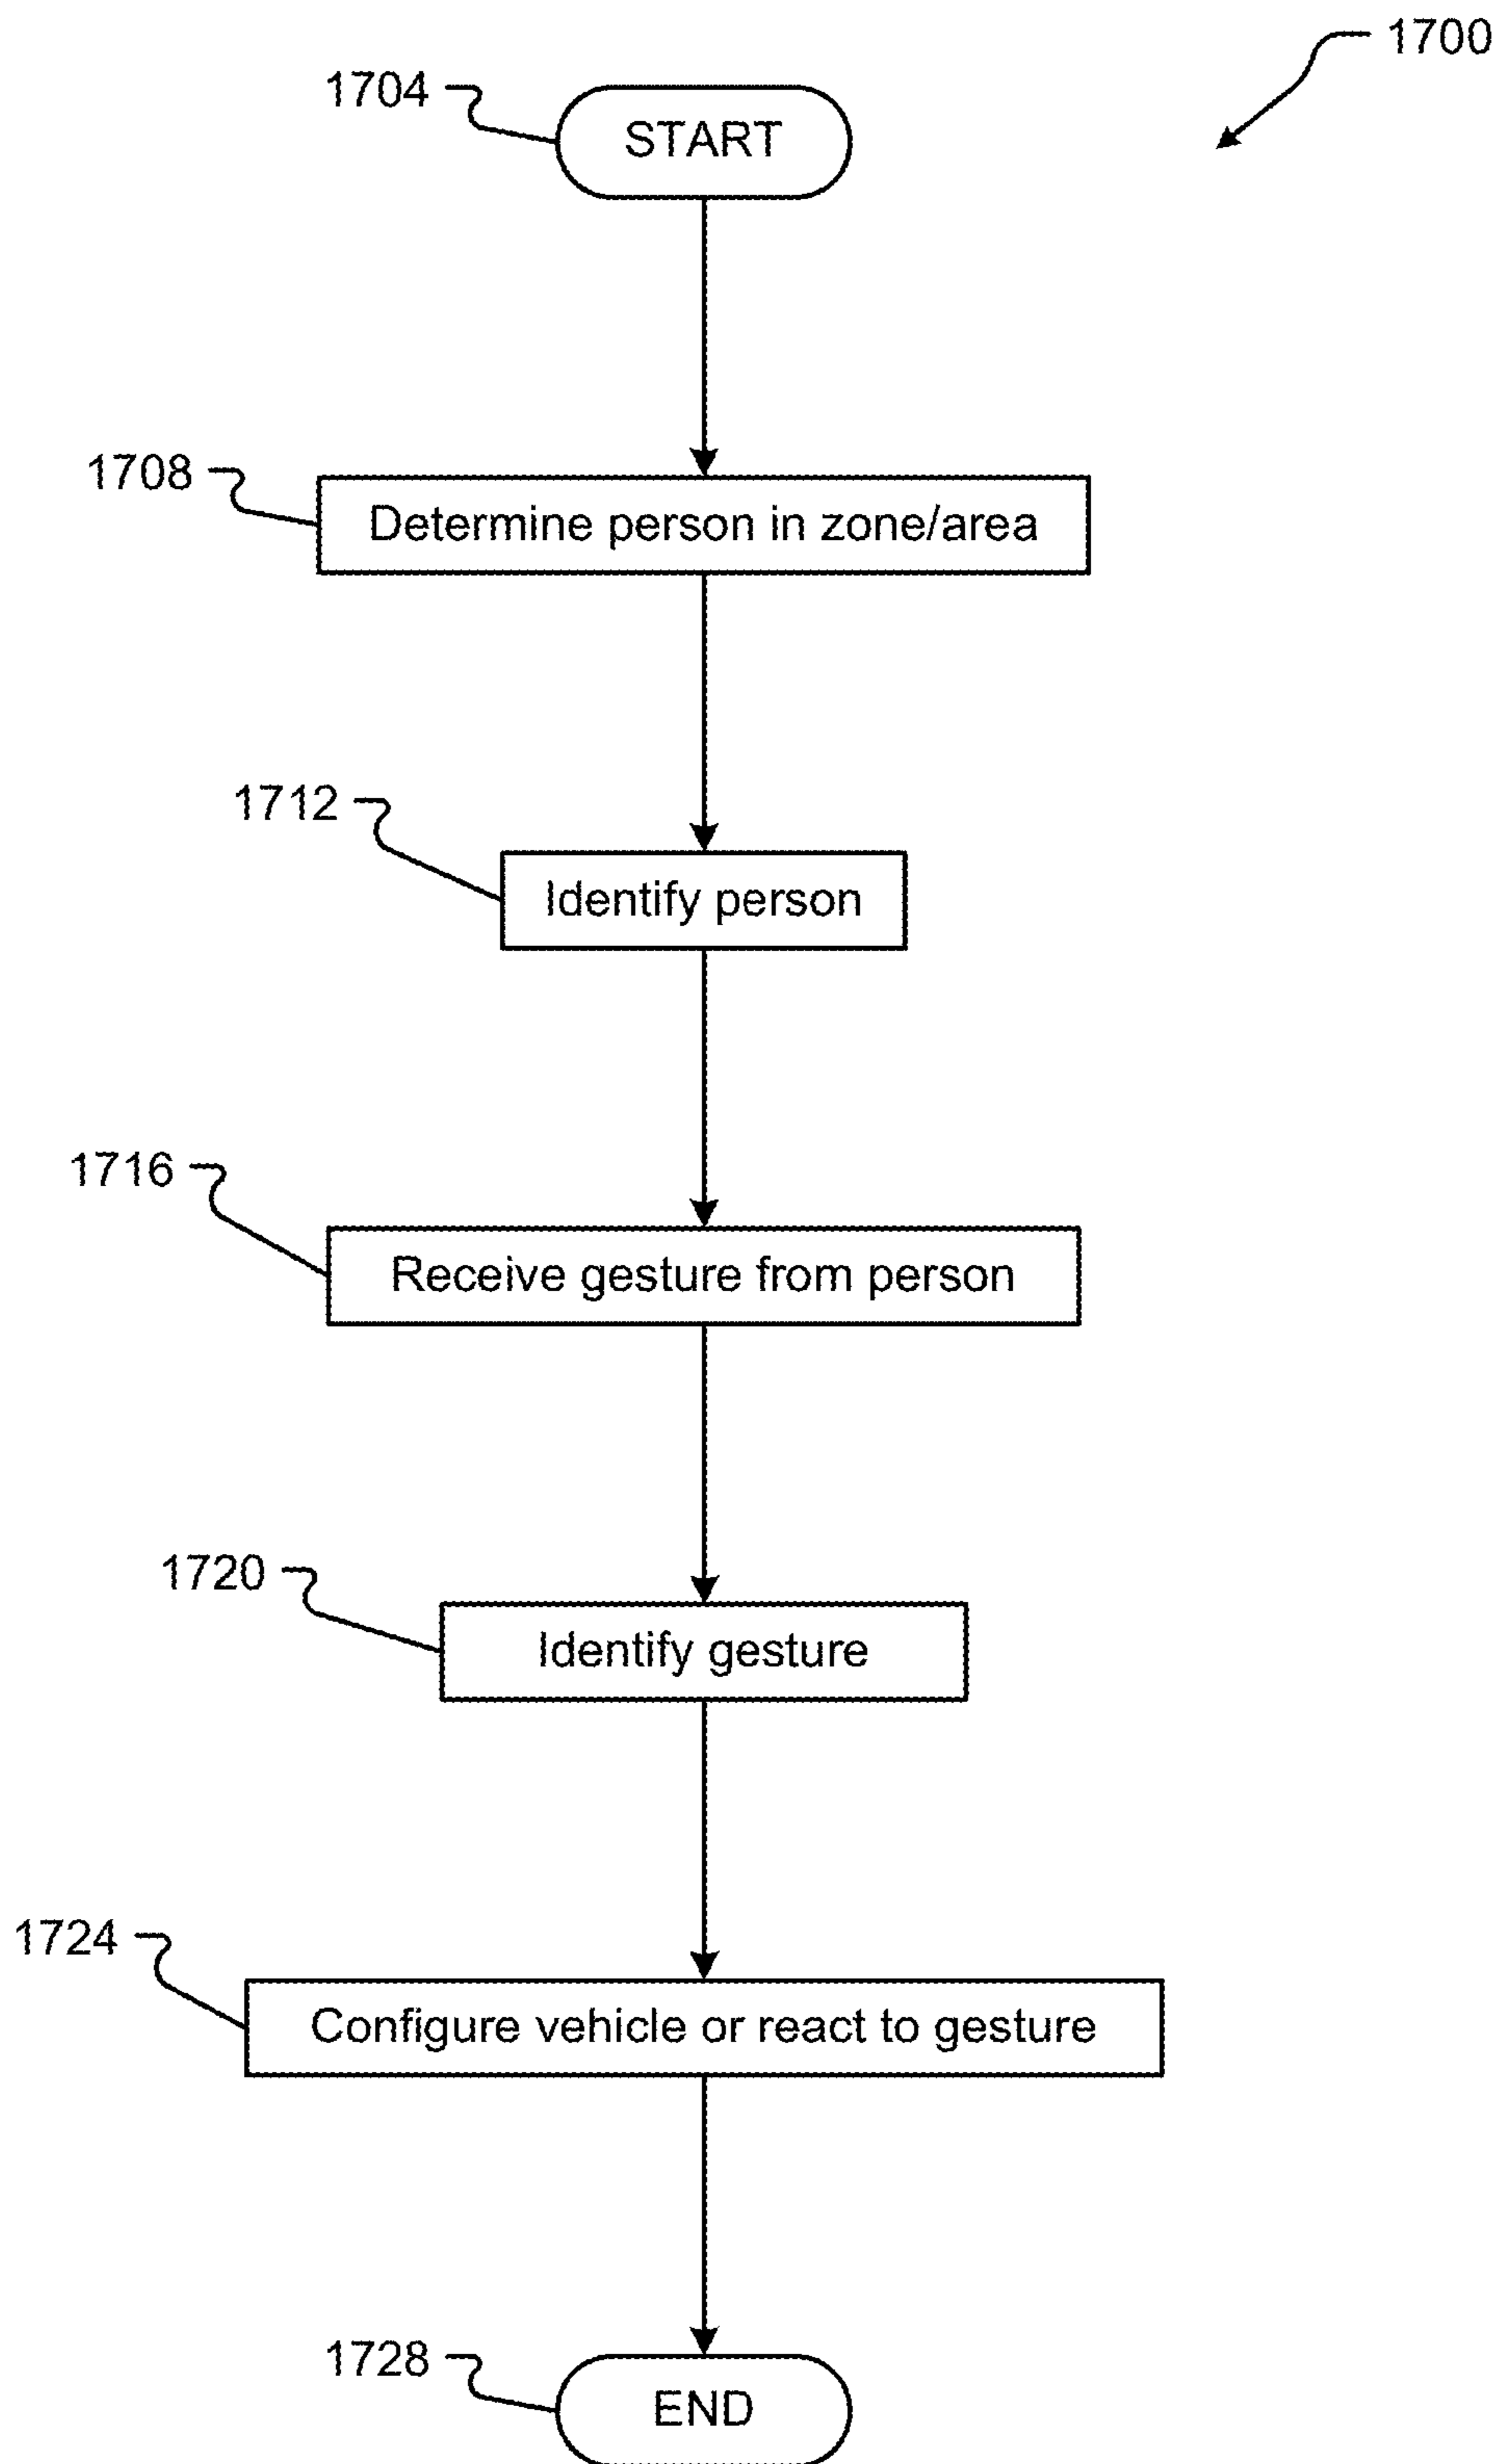 1700
1704
START
1708
Determine person in zone/area
1712
Identify person
1716
Receive gesture from person
1720
Identify gesture
1724
Configure vehicle or react to gesture
1728
END